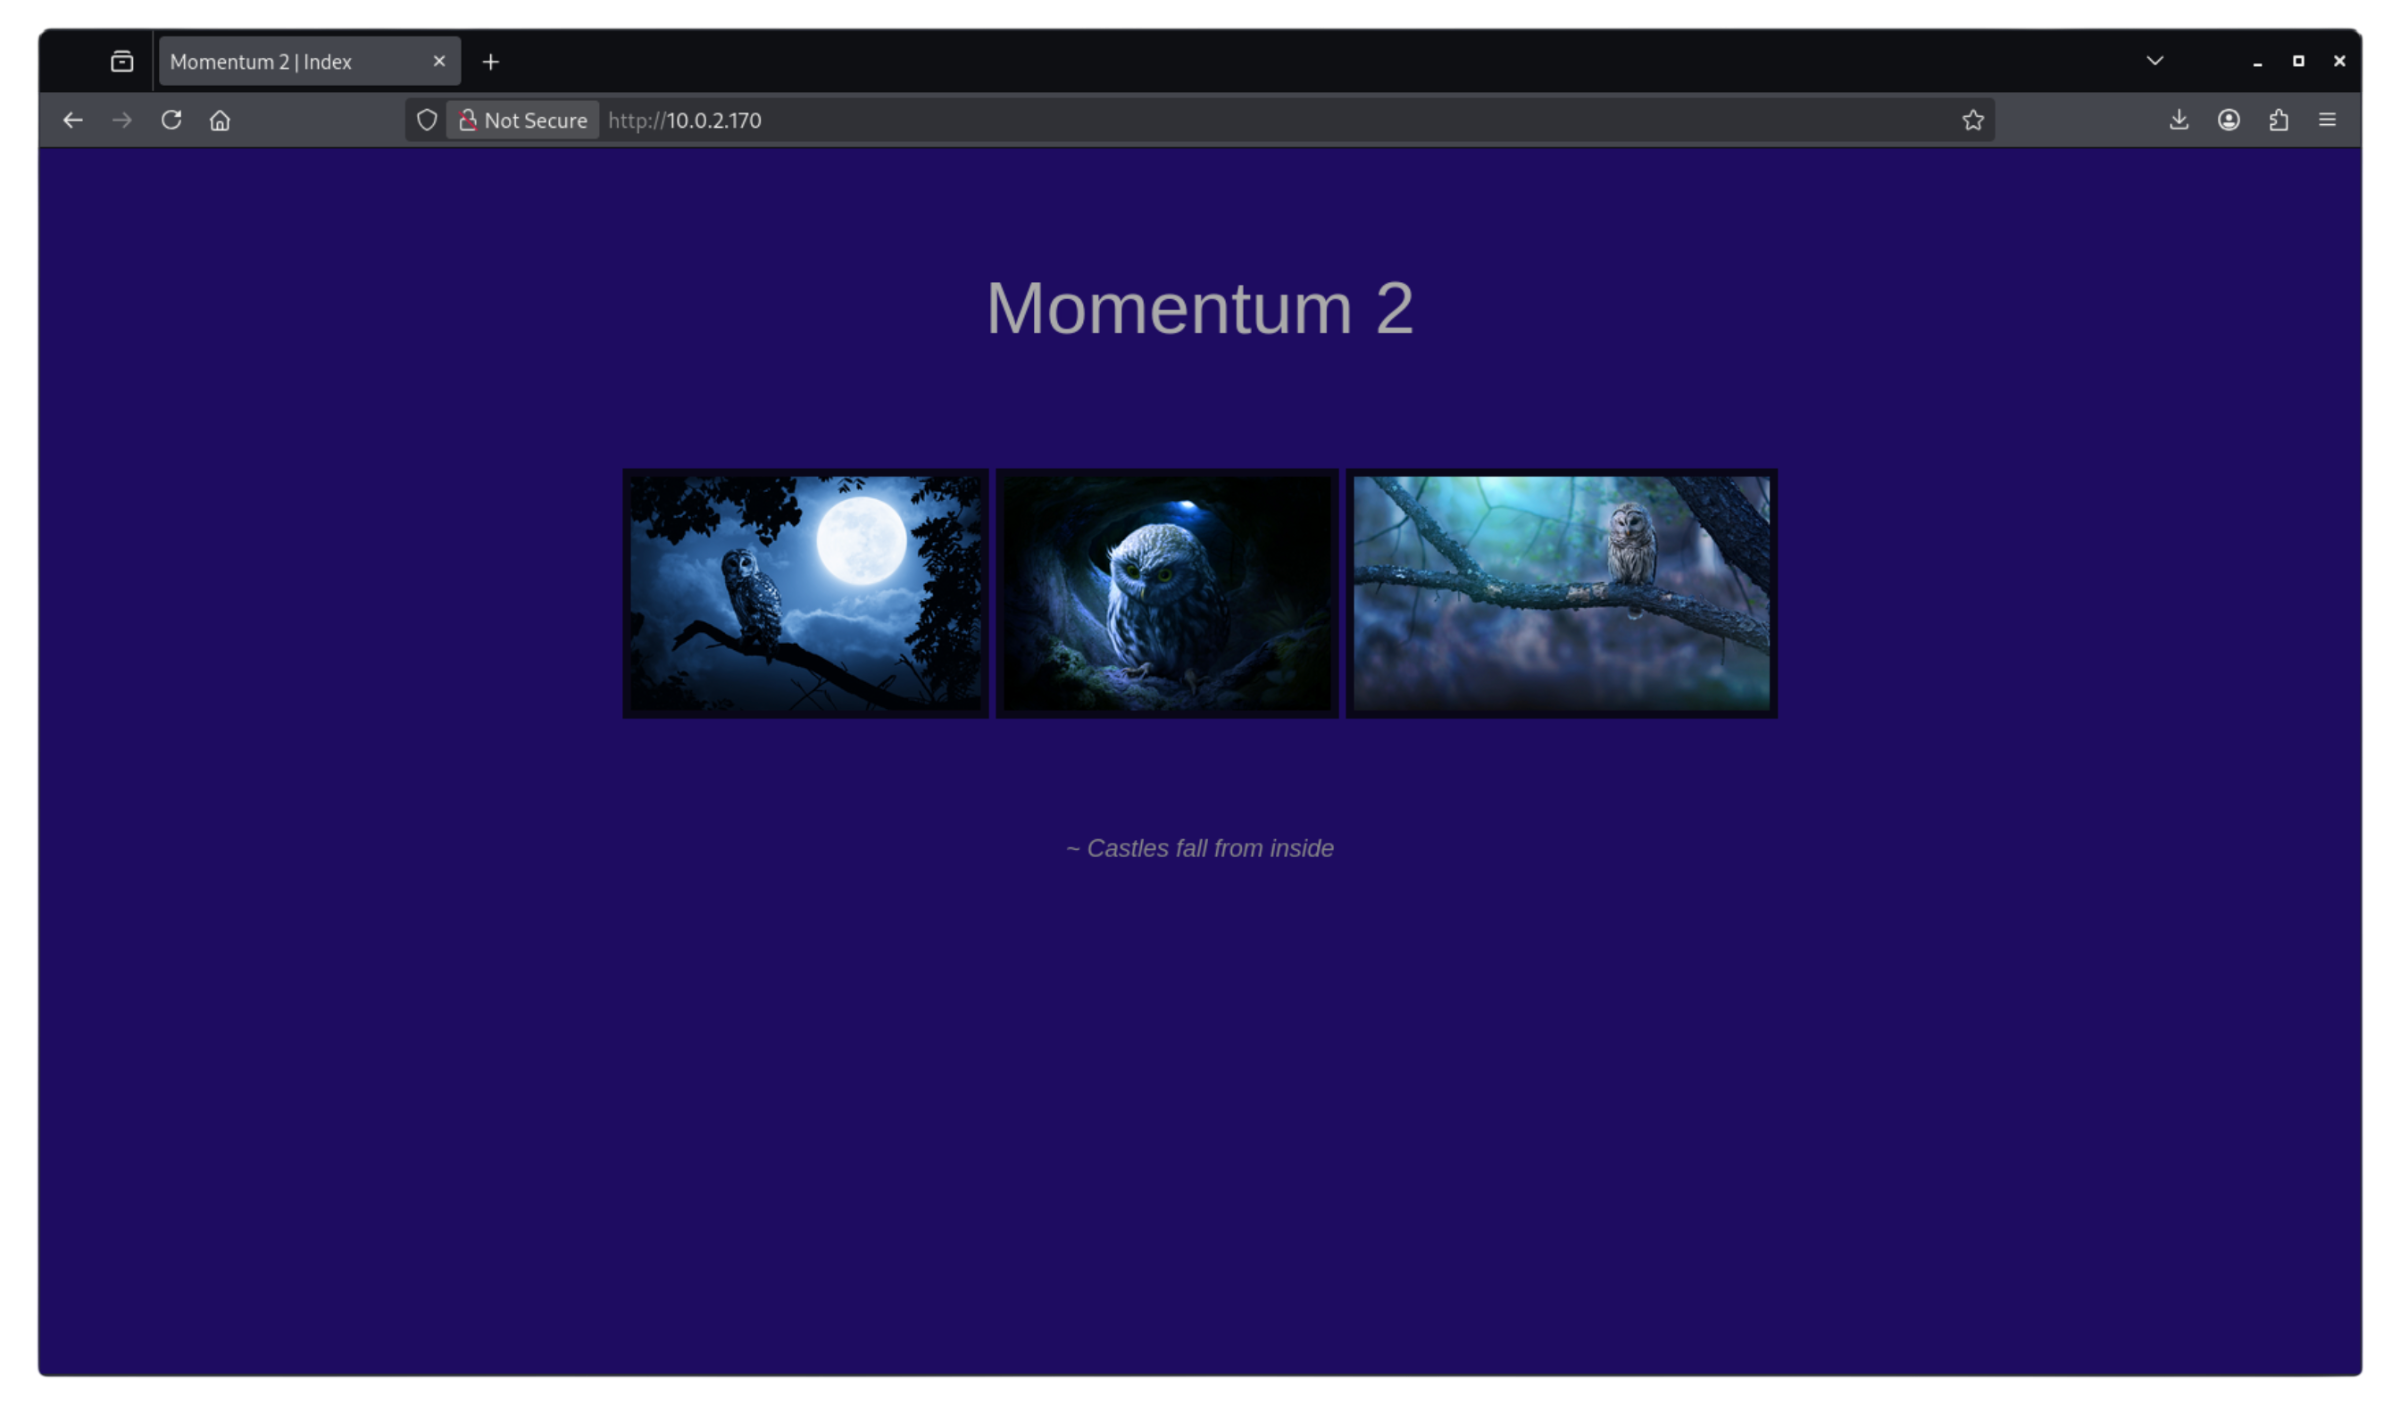 Momentum 2 | Index
Not Secure http://10.0.2.170
Momentum 2
~ Castles fall from inside